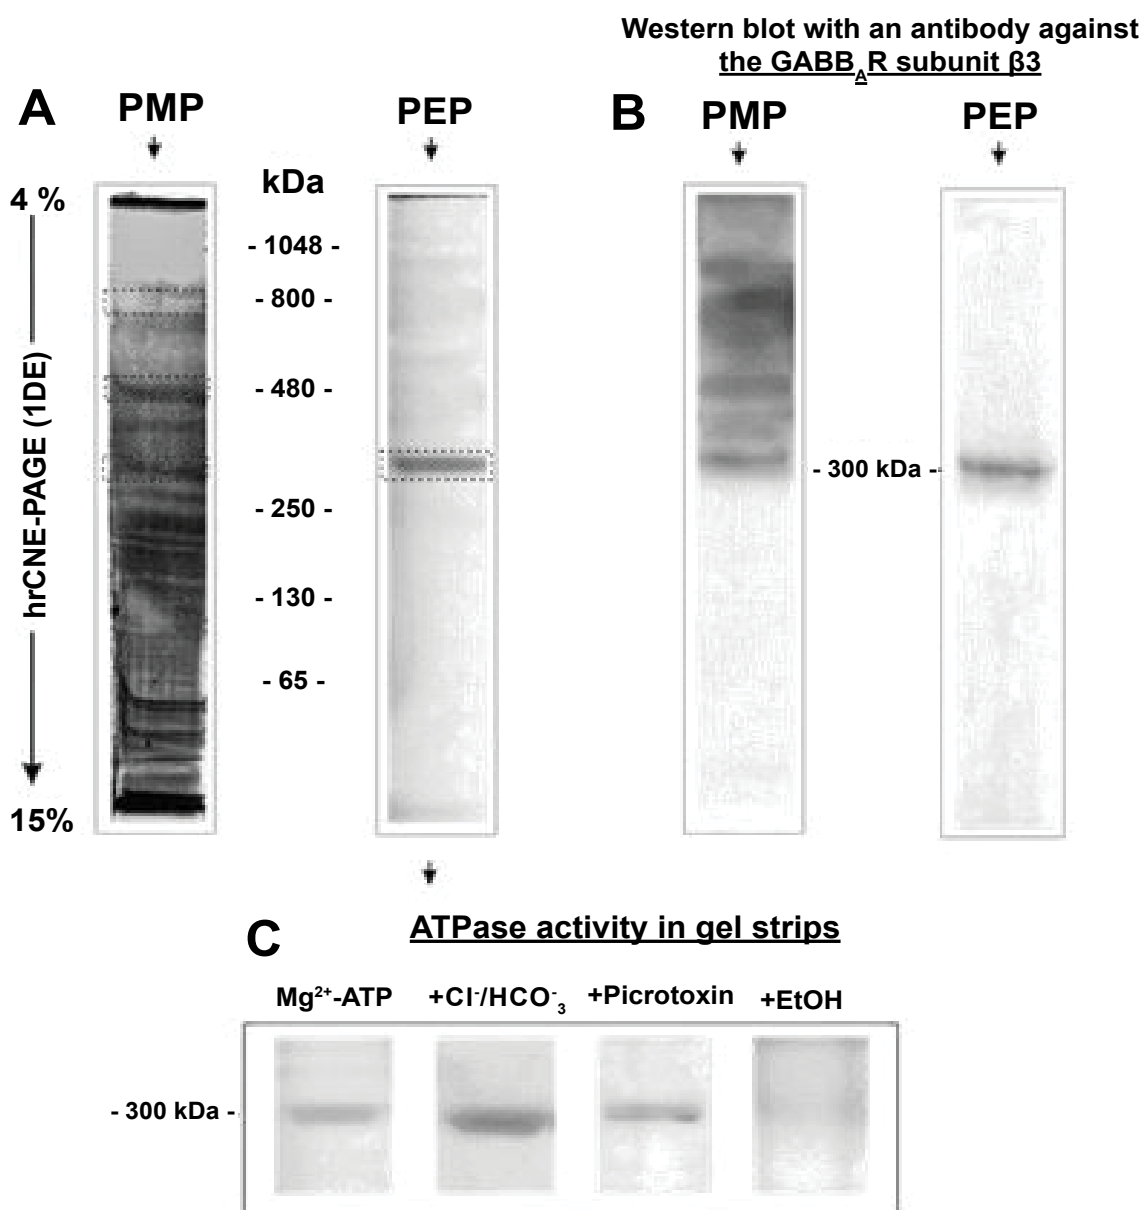 Western blot with an antibody against
the GABB_A R subunit β3
A
PMP
PEP
B
PMP
PEP
kDa
4 %
- 1048 -
- 800 -
- 480 -
- 300 kDa -
- 250 -
- 130 -
- 65 -
hrCNE-PAGE (1DE)
15%
C
ATPase activity in gel strips
Mg²⁺-ATP
+Cl⁻/HCO⁻₃
+Picrotoxin
+EtOH
- 300 kDa -